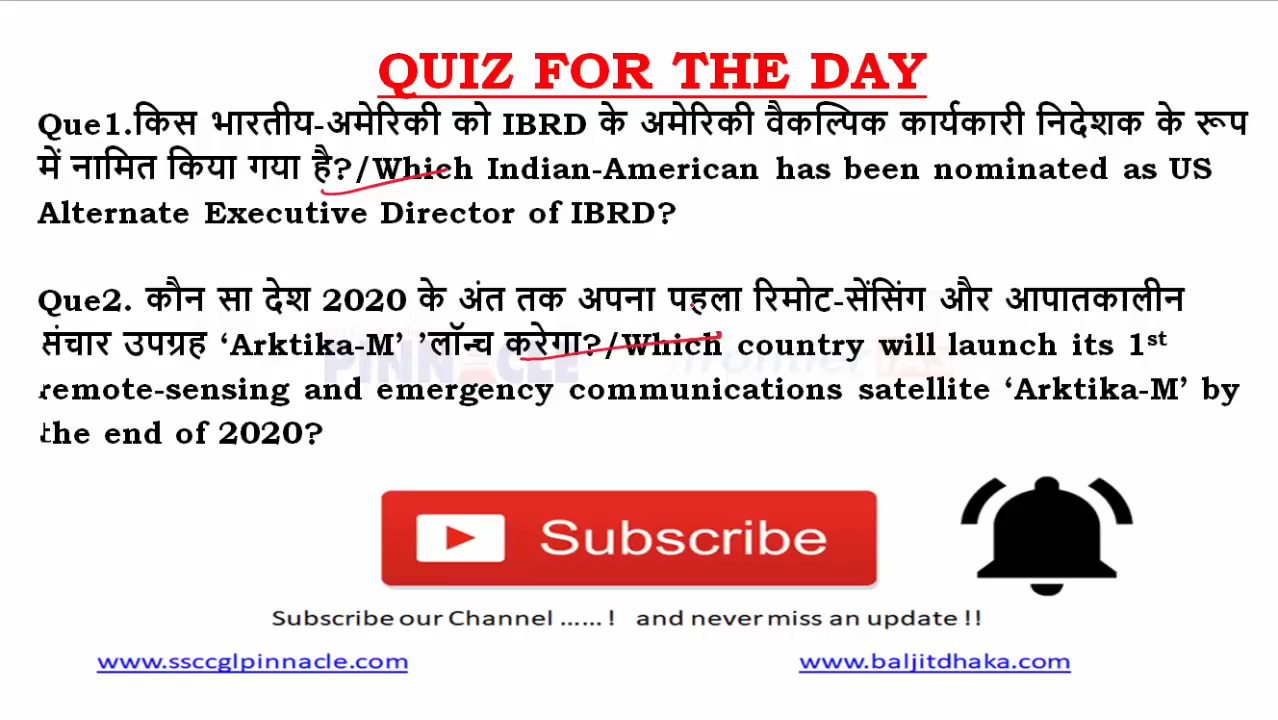 QUIZ FOR THE DAY
Que1.किस भारतीय-अमेरिकी को IBRD के अमेरिकी वैकल्पिक कार्यकारी निदेशक के रूप
में नामित किया गया है?/Which Indian-American has been nominated as US
Alternate Executive Director of IBRD?
Que2. कौन सा देश 2020 के अंत तक अपना पहला रिमोट-सेंसिंग और आपातकालीन
संचार उपग्रह ‘Arktika-M’ ’लॉन्च करेगा?/Which country will launch its 1st
remote-sensing and emergency communications satellite ‘Arktika-M’ by
the end of 2020?
PINNACLE frontier IAS
Subscribe
Subscribe our Channel ...... ! and never miss an update !!
www.ssccglpinnacle.com www.baljitdhaka.com